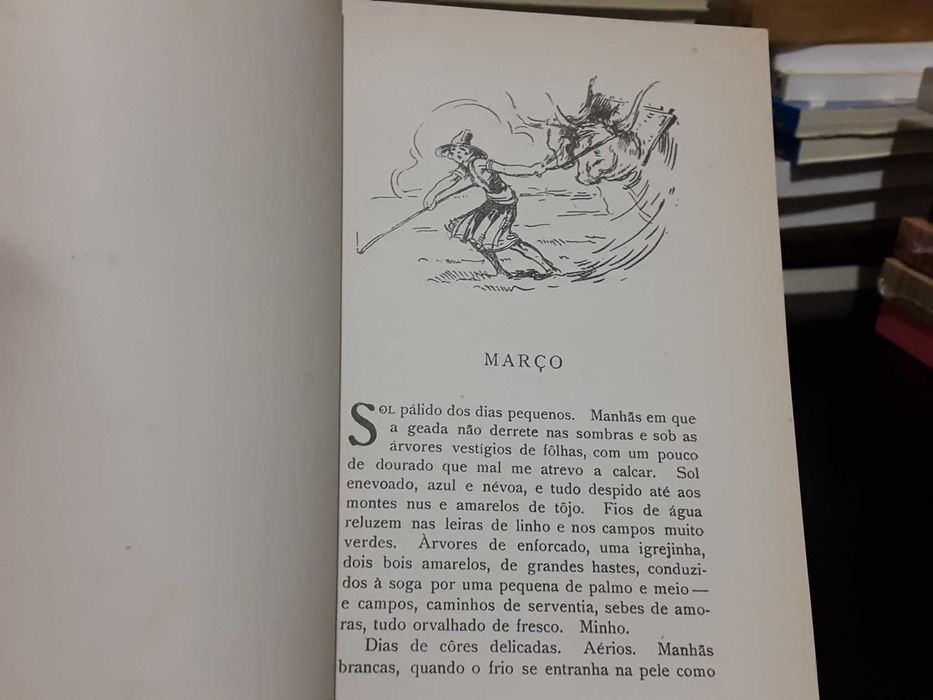 MARÇO
SOL pálido dos dias pequenos. Manhãs em que
a geada não derrete nas sombras e sob as
árvores vestígios de fôlhas, com um pouco
de dourado que mal me atrevo a calcar. Sol
enevoado, azul e névoa, e tudo despido até aos
montes nus e amarelos de tôjo. Fios de água
reluzem nas leiras de linho e nos campos muito
verdes. Àrvores de enforcado, uma igrejinha,
dois bois amarelos, de grandes hastes, conduzi-
dos à soga por uma pequena de palmo e meio —
e campos, caminhos de serventia, sebes de amo-
ras, tudo orvalhado de fresco. Minho.
Dias de côres delicadas. Aérios. Manhãs
brancas, quando o frio se entranha na pele como